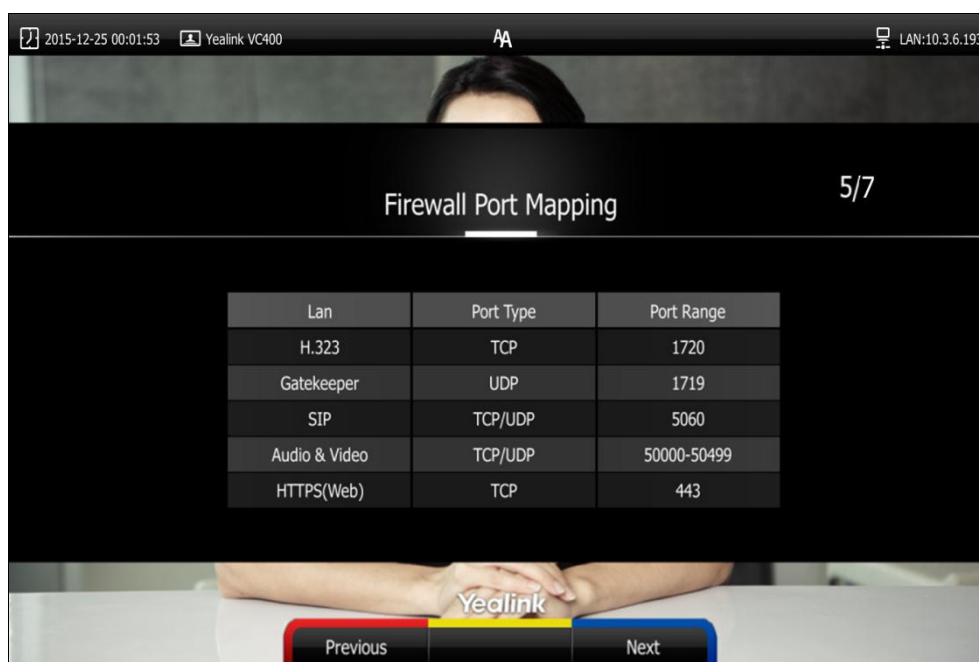 2015-12-25 00:01:53 Yealink VC400 AA LAN:10.3.6.193
5/7
Firewall Port Mapping
Lan Port Type Port Range
H.323 TCP 1720
Gatekeeper UDP 1719
SIP TCP/UDP 5060
Audio & Video TCP/UDP 50000-50499
HTTPS(Web) TCP 443
Yealink
Previous Next